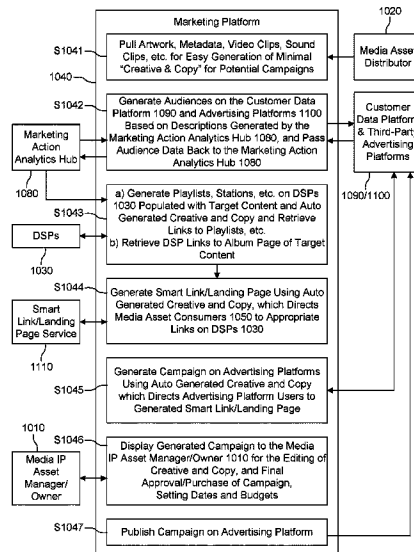 Marketing Platform
1020
S1041
Pull Artwork, Metadata, Video Clips, Sound
Clips, etc. for Easy Generation of Minimal
“Creative & Copy” for Potential Campaigns
Media Asset
Distributor
1040
S1042
Generate Audiences on the Customer Data
Platform 1090 and Advertising Platforms 1100
Based on Descriptions Generated by the
Marketing Action Analytics Hub 1080, and Pass
Audience Data Back to the Marketing Action
Analytics Hub 1080
Customer
Data Platform
& Third-Party
Advertising
Platforms
1090/1100
Marketing
Action
Analytics Hub
1080
S1043
a) Generate Playlists, Stations, etc. on DSPs
1030 Populated with Target Content and Auto
Generated Creative and Copy and Retrieve
Links to Playlists, etc.
b) Retrieve DSP Links to Album Page of Target
Content
DSPs
1030
S1044
Generate Smart Link/Landing Page Using Auto
Generated Creative and Copy, which Directs
Media Asset Consumers 1050 to Appropriate
Links on DSPs 1030
Smart
Link/Landing
Page Service
1110
S1045
Generate Campaign on Advertising Platforms
Using Auto Generated Creative and Copy
which Directs Advertising Platform Users to
Generated Smart Link/Landing Page
1010
S1046
Display Generated Campaign to the Media
IP Asset Manager/Owner 1010 for the Editing of
Creative and Copy, and Final
Approval/Purchase of Campaign,
Setting Dates and Budgets
Media IP
Asset
Manager/
Owner
S1047
Publish Campaign on Advertising Platform